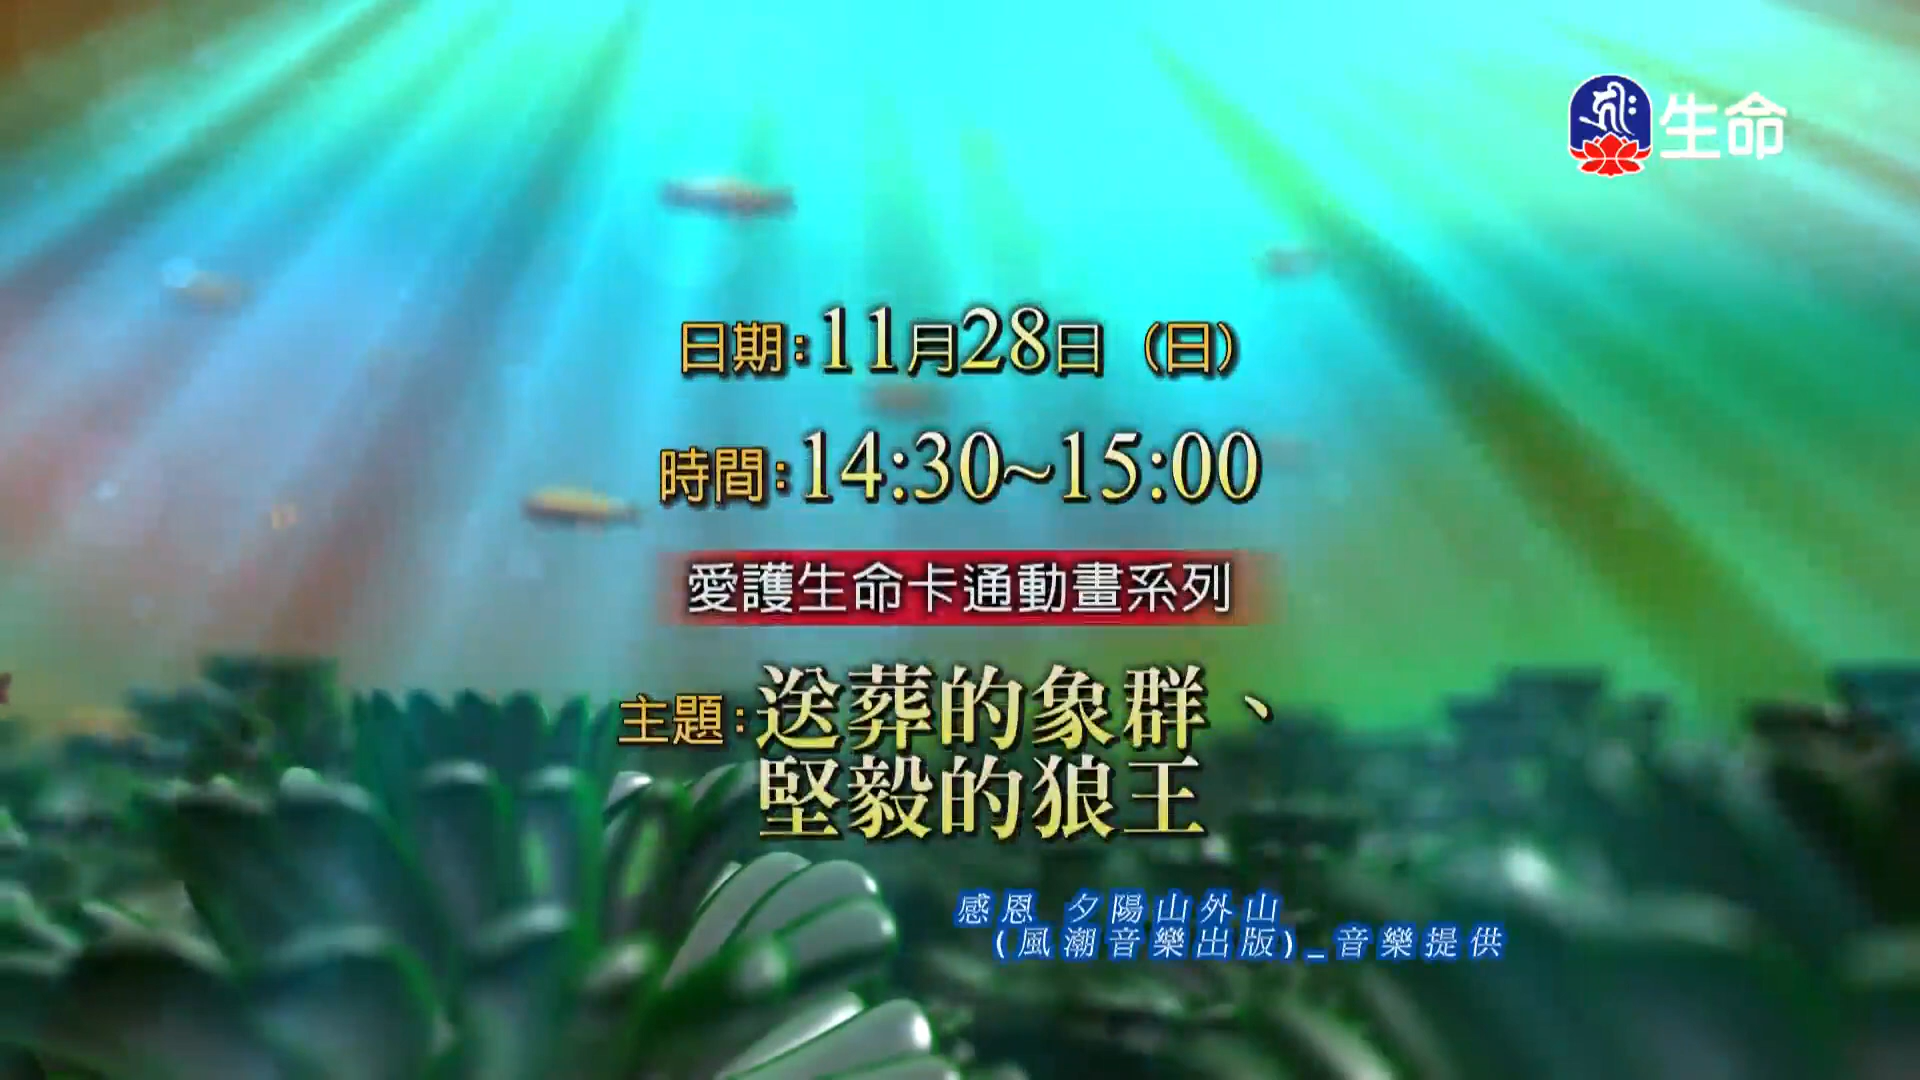 生命
日期:11月28日 (日)
時間:14:30~15:00
愛護生命卡通動畫系列
主題:送葬的象群、
堅毅的狼王
感恩 夕陽山外山
(風潮音樂出版)_音樂提供